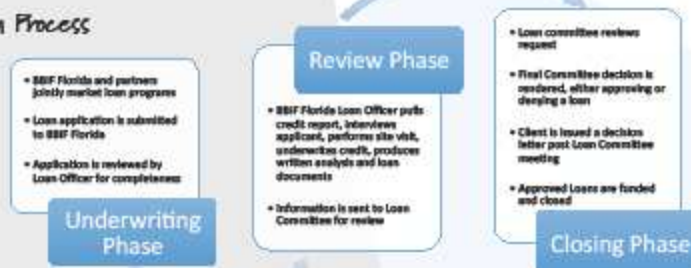 n Process
• BBIF Florida and partners
jointly market loan programs
• Loan application is submitted
to BBIF Florida
• Application is reviewed by
Loan Officer for completeness
Underwriting
Phase
Review Phase
• BBIF Florida Loan Officer pulls
credit report, interviews
applicant, performs site visit,
underwrites credit, produces
written analysis and loan
documents
• Information is sent to Loan
Committee for review
• Loan committee reviews
request
• Final Committee decision is
rendered, either approving or
denying a loan
• Client is issued a decision
letter post Loan Committee
meeting
• Approved Loans are funded
and closed
Closing Phase